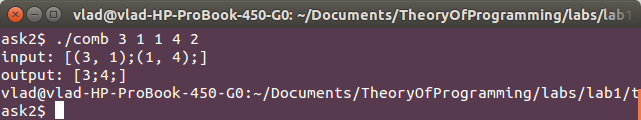 vlad@vlad-HP-ProBook-450-G0: ~/Documents/TheoryOfProgramming/labs/lab1
ask2$ ./comb 3 1 1 4 2
input: [(3, 1);(1, 4);]
output: [3;4;]
vlad@vlad-HP-ProBook-450-G0:~/Documents/TheoryOfProgramming/labs/lab1/t
ask2$